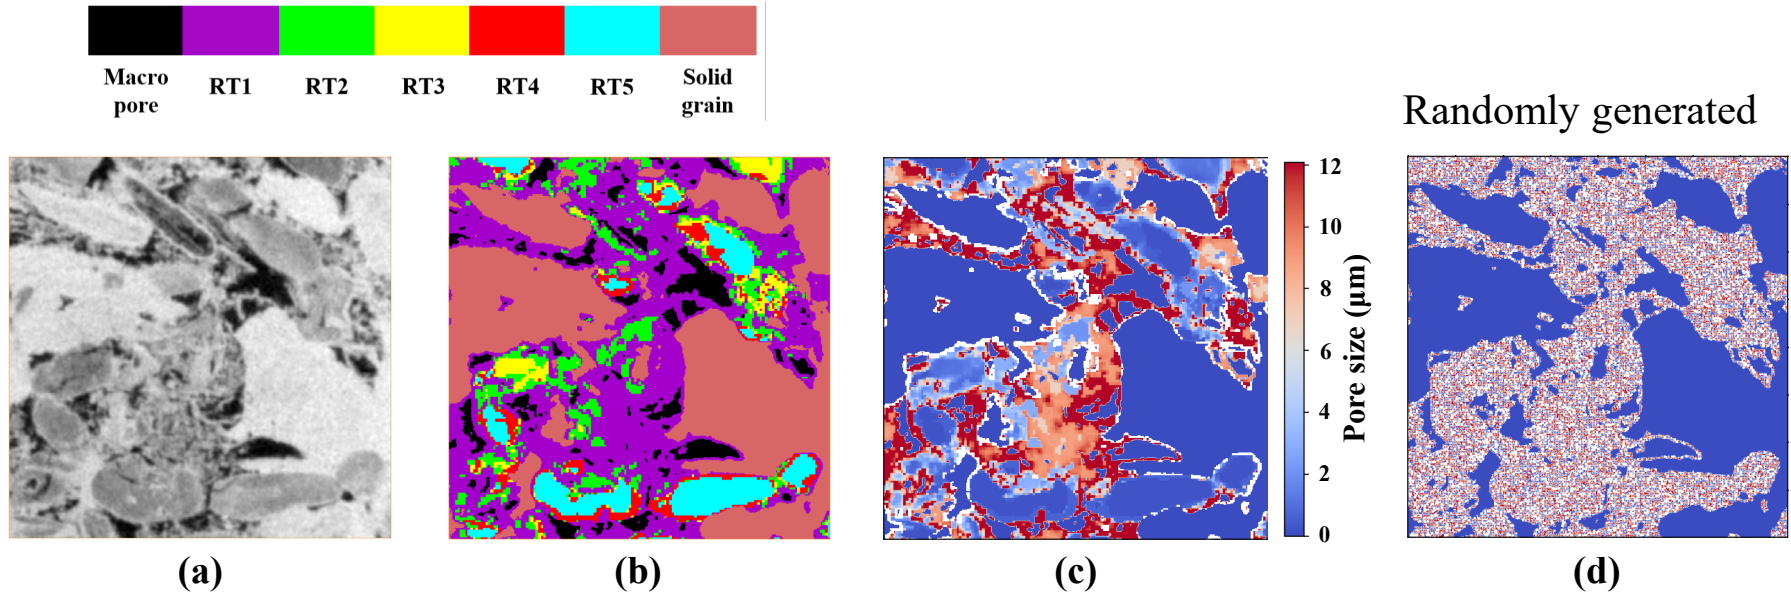 Macro pore
RT1
RT2
RT3
RT4
RT5
Solid grain
Randomly generated
12
10
8
6
4
2
0
Pore size (μm)
(a)
(b)
(c)
(d)